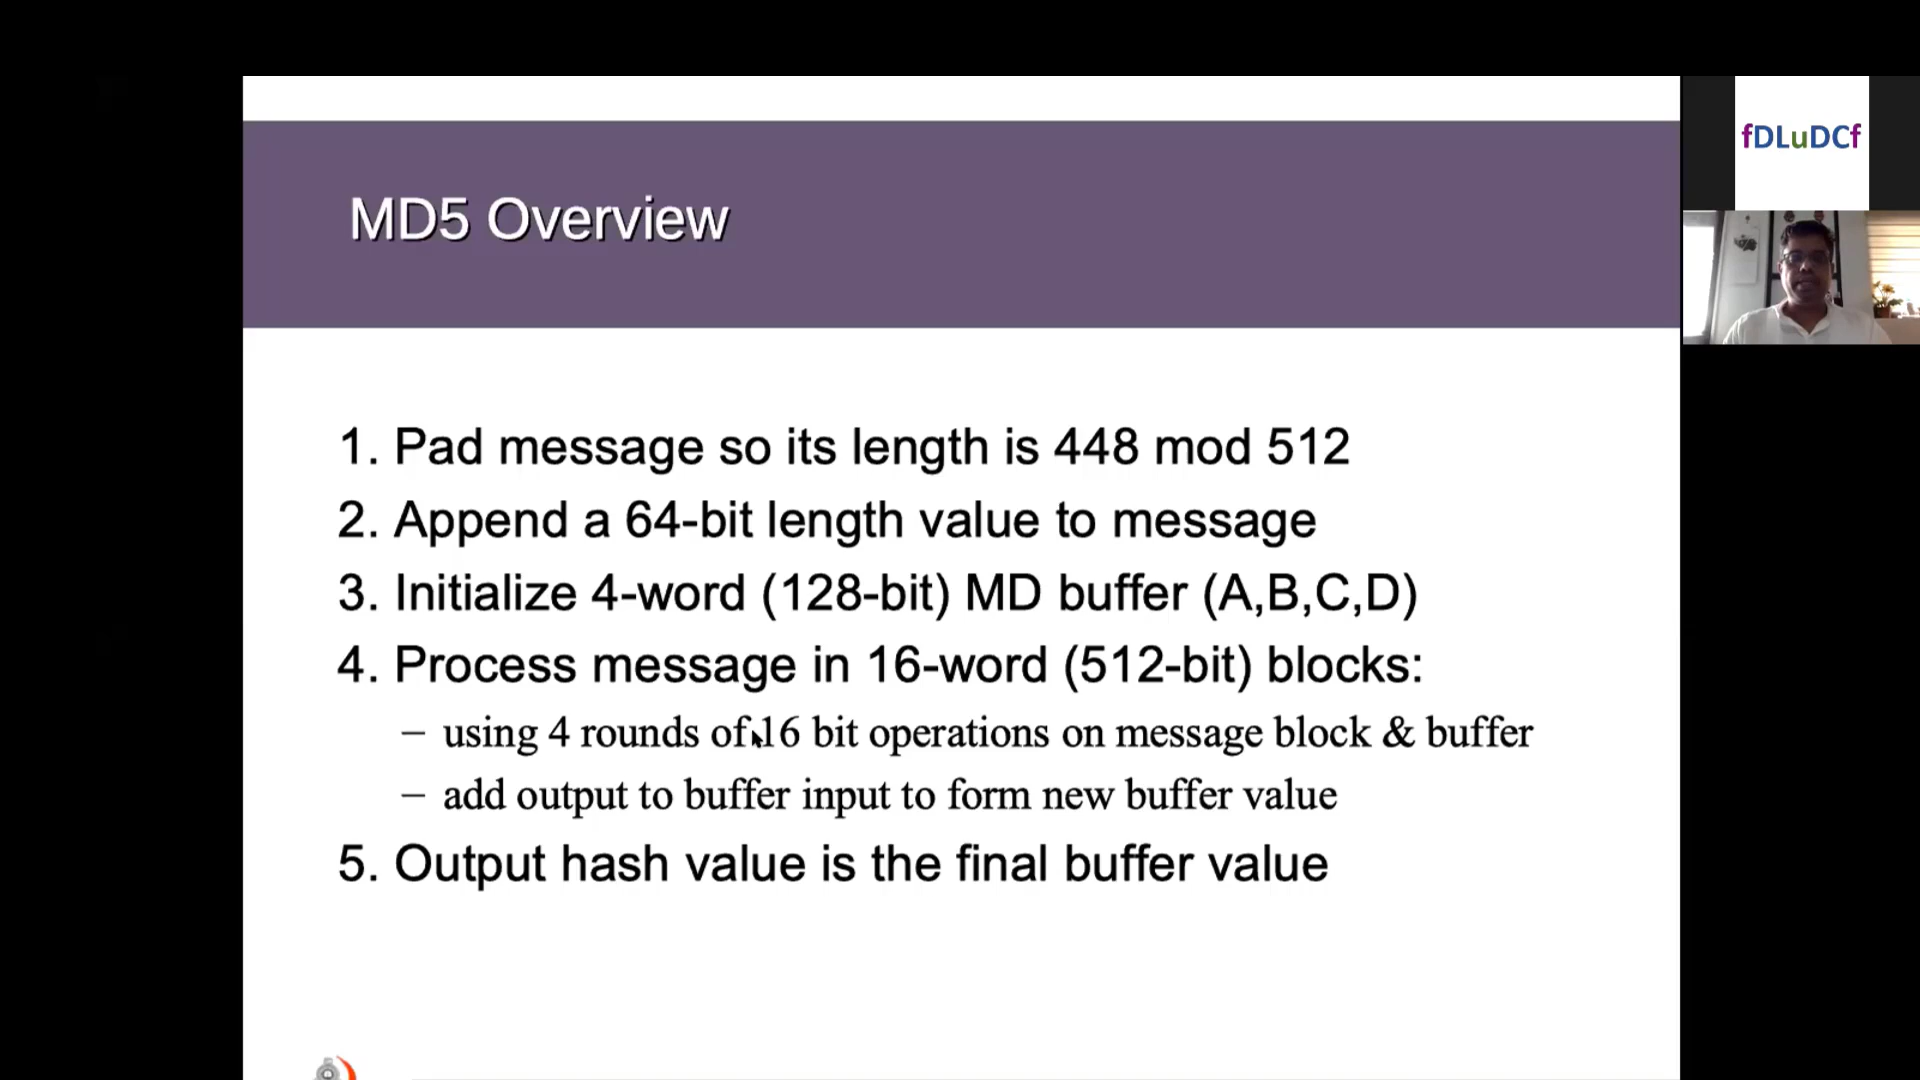 MD5 Overview
1. Pad message so its length is 448 mod 512
2. Append a 64-bit length value to message
3. Initialize 4-word (128-bit) MD buffer (A,B,C,D)
4. Process message in 16-word (512-bit) blocks:
– using 4 rounds of 16 bit operations on message block & buffer
– add output to buffer input to form new buffer value
5. Output hash value is the final buffer value
fDLuDCf